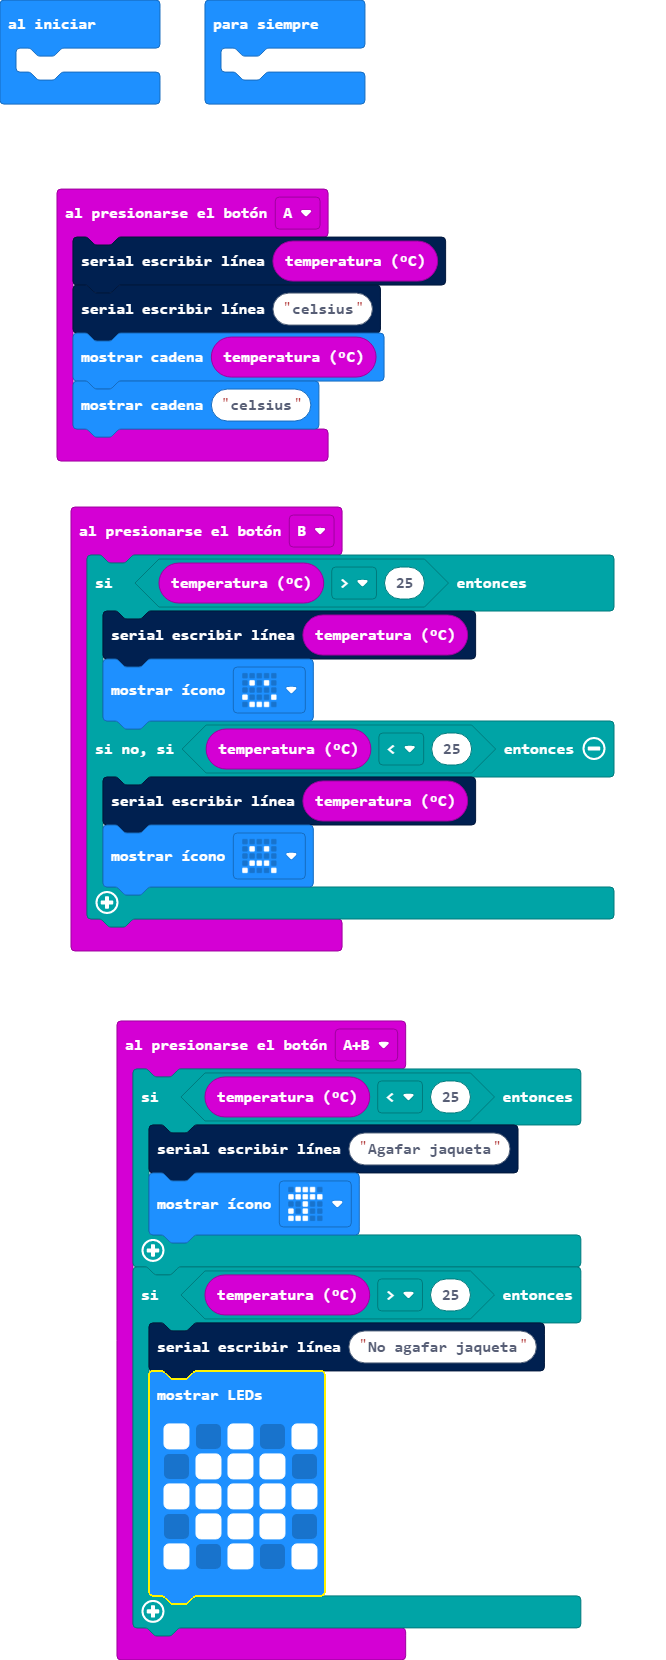 al iniciar
para siempre
al presionarse el botón A
serial escribir línea temperatura (ºC)
serial escribir línea "celsius"
mostrar cadena temperatura (ºC)
mostrar cadena "celsius"
al presionarse el botón B
si temperatura (ºC) > 25 entonces
serial escribir línea temperatura (ºC)
mostrar ícono
si no, si temperatura (ºC) < 25 entonces
serial escribir línea temperatura (ºC)
mostrar ícono
al presionarse el botón A+B
si temperatura (ºC) < 25 entonces
serial escribir línea "Agafar jaqueta"
mostrar ícono
si temperatura (ºC) > 25 entonces
serial escribir línea "No agafar jaqueta"
mostrar LEDs